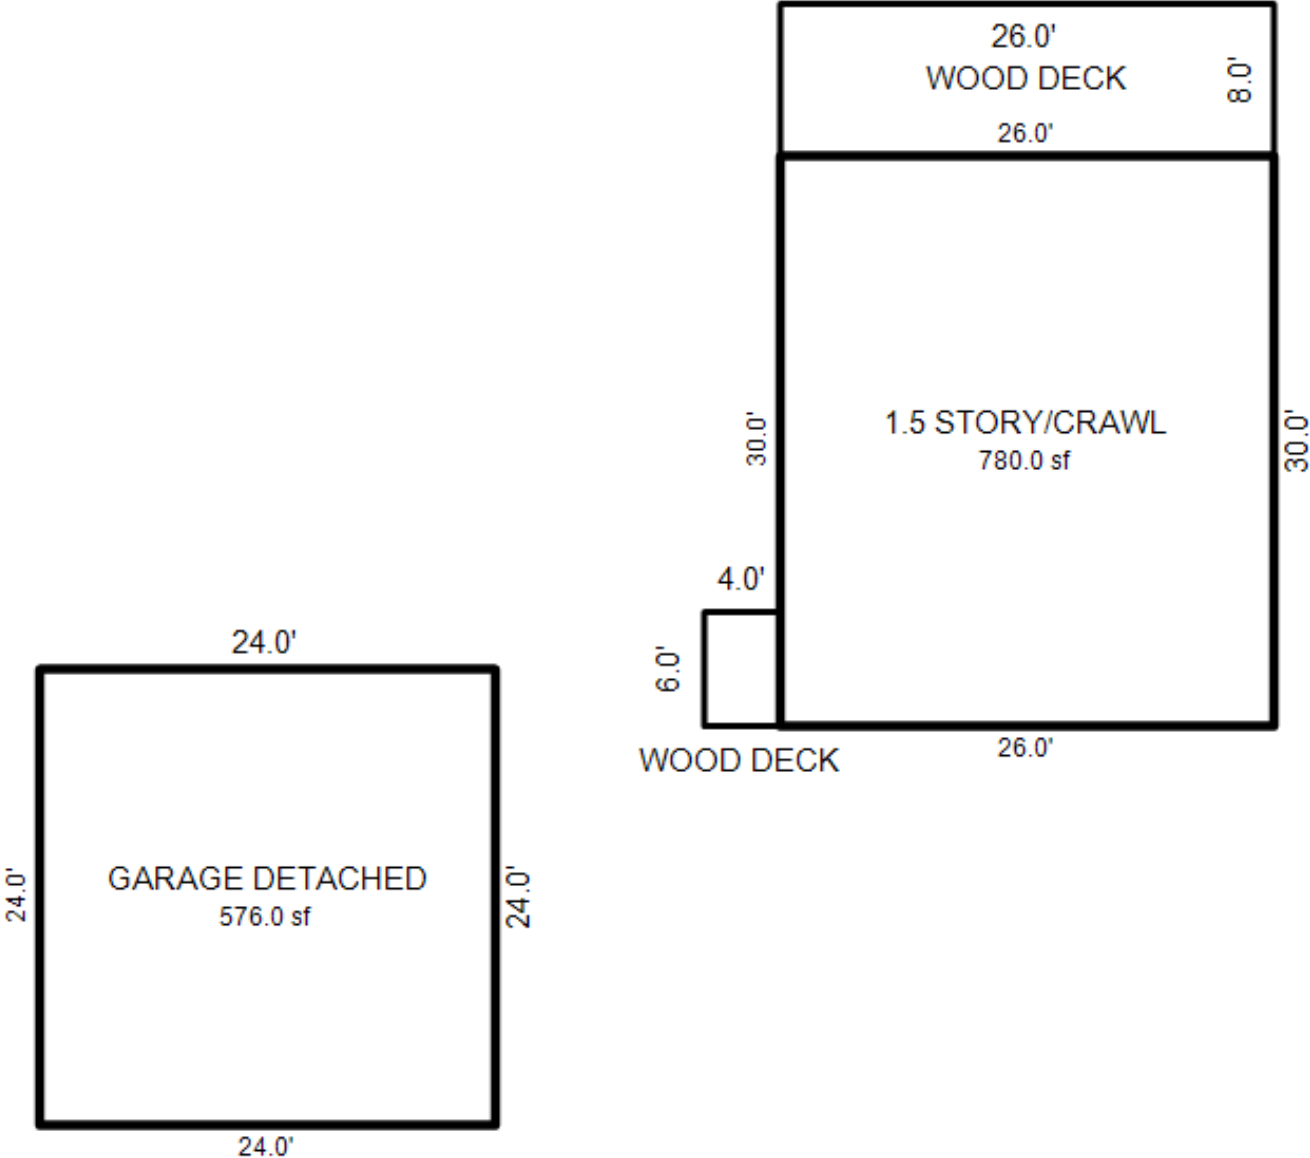 26.0'
WOOD DECK
8.0'
26.0'
1.5 STORY/CRAWL
780.0 sf
30.0'
30.0'
4.0'
6.0'
WOOD DECK
26.0'
24.0'
GARAGE DETACHED
576.0 sf
24.0'
24.0'
24.0'